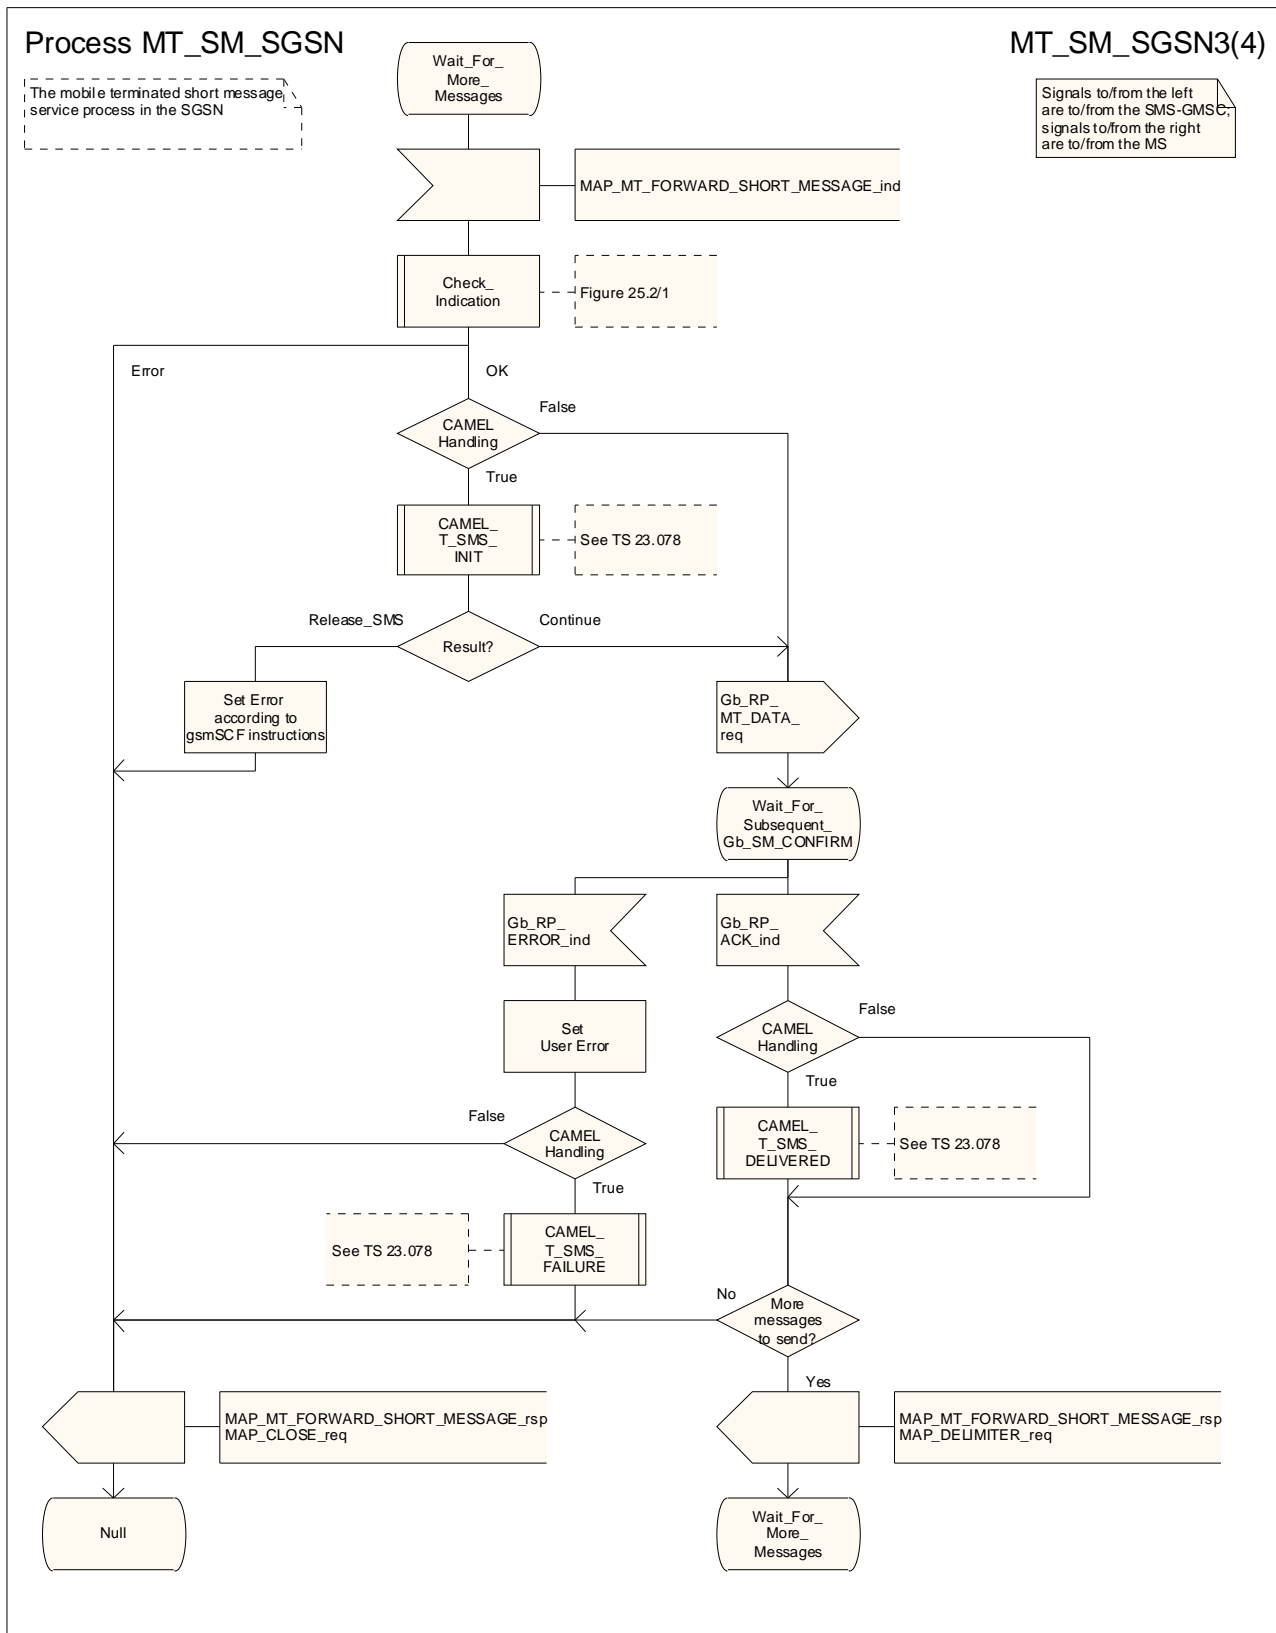 Process MT_SM_SGSN
MT_SM_SGSN3(4)
The mobile terminated short message
service process in the SGSN
Signals to/from the left
are to/from the SMS-GMSC;
signals to/from the right
are to/from the MS
Wait_For_
More_
Messages
MAP_MT_FORWARD_SHORT_MESSAGE_ind
Check_
Indication
Figure 25.2/1
Error
OK
CAMEL
Handling
False
True
CAMEL_
T_SMS_
INIT
See TS 23.078
Release_SMS
Result?
Continue
Set Error
according to
gsmSCF instructions
Gb_RP_
MT_DATA_
req
Wait_For_
Subsequent_
Gb_SM_CONFIRM
Gb_RP_
ERROR_ind
Gb_RP_
ACK_ind
Set
User Error
CAMEL
Handling
False
True
False
CAMEL
Handling
True
CAMEL_
T_SMS_
DELIVERED
See TS 23.078
See TS 23.078
CAMEL_
T_SMS_
FAILURE
No
More
messages
to send?
Yes
MAP_MT_FORWARD_SHORT_MESSAGE_rsp
MAP_CLOSE_req
MAP_MT_FORWARD_SHORT_MESSAGE_rsp
MAP_DELIMITER_req
Null
Wait_For_
More_
Messages